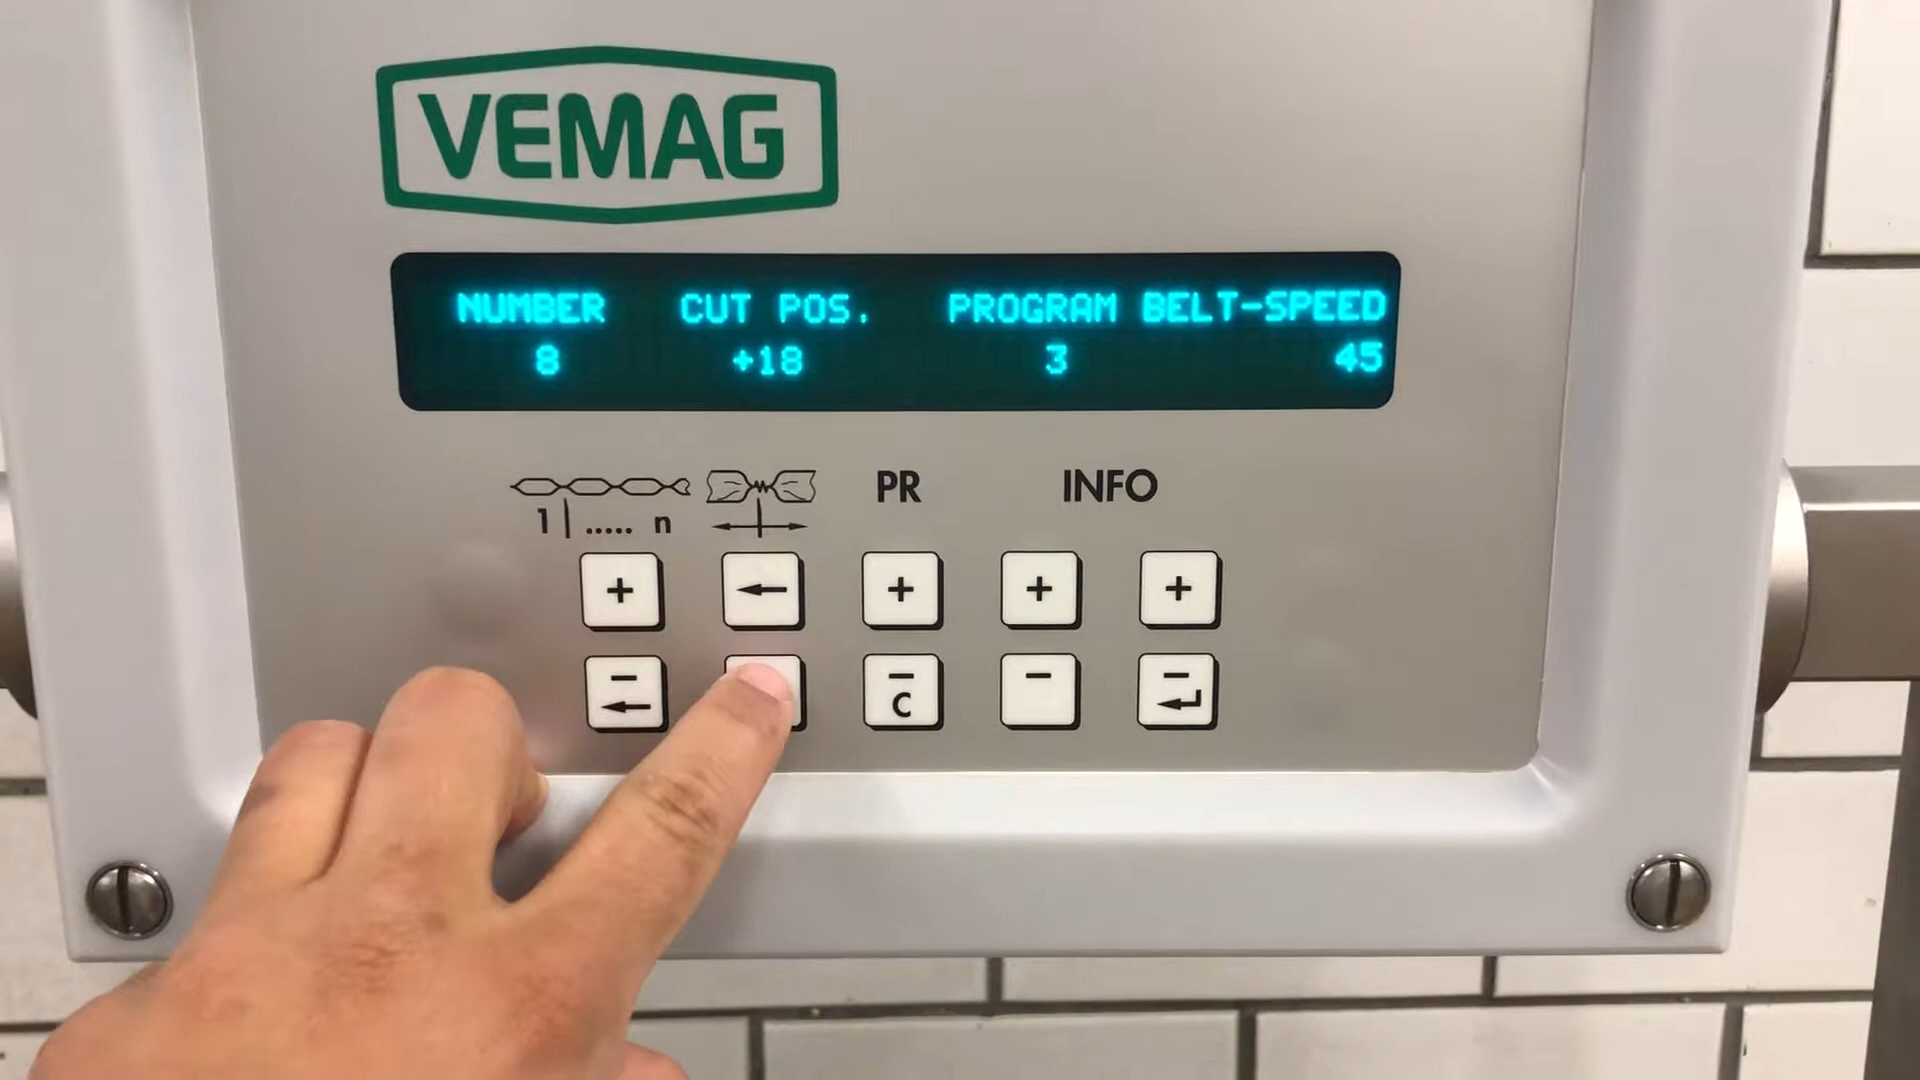 VEMAG
NUMBER CUT POS. PROGRAM BELT-SPEED
8 +18 3 45
1 ..... n PR INFO
+ ← + + +
− ← − C − − ↵